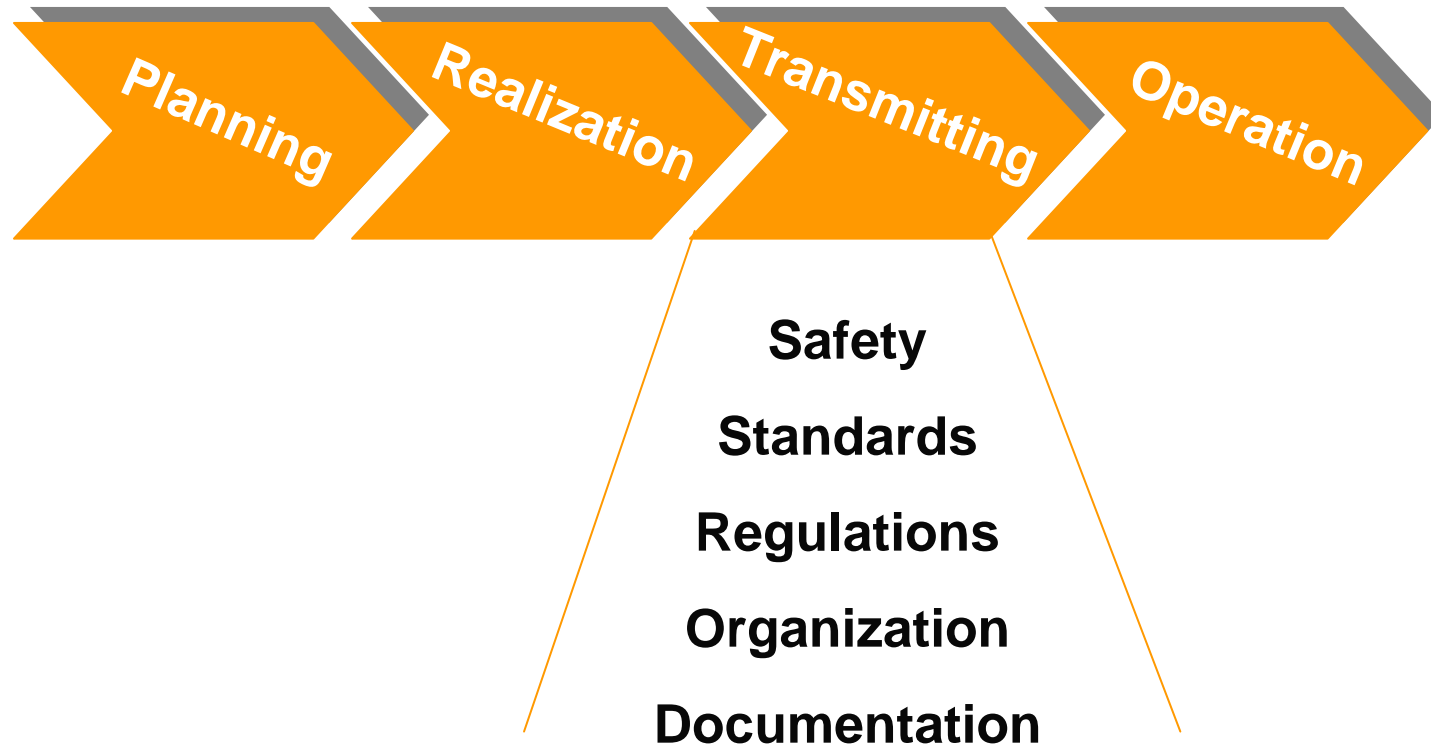 Planning
Realization
Transmitting
Operation
Safety
Standards
Regulations
Organization
Documentation